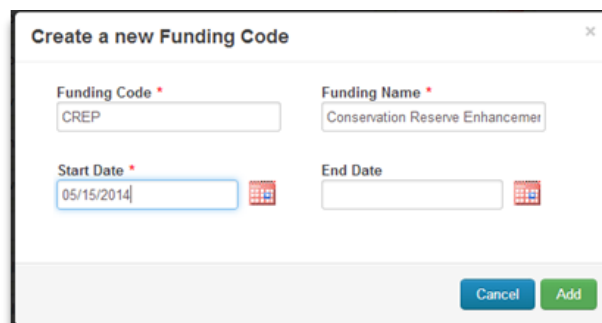 Create a new Funding Code ×
Funding Code * Funding Name *
CREP Conservation Reserve Enhancemen
Start Date * End Date
05/15/2014
Cancel Add